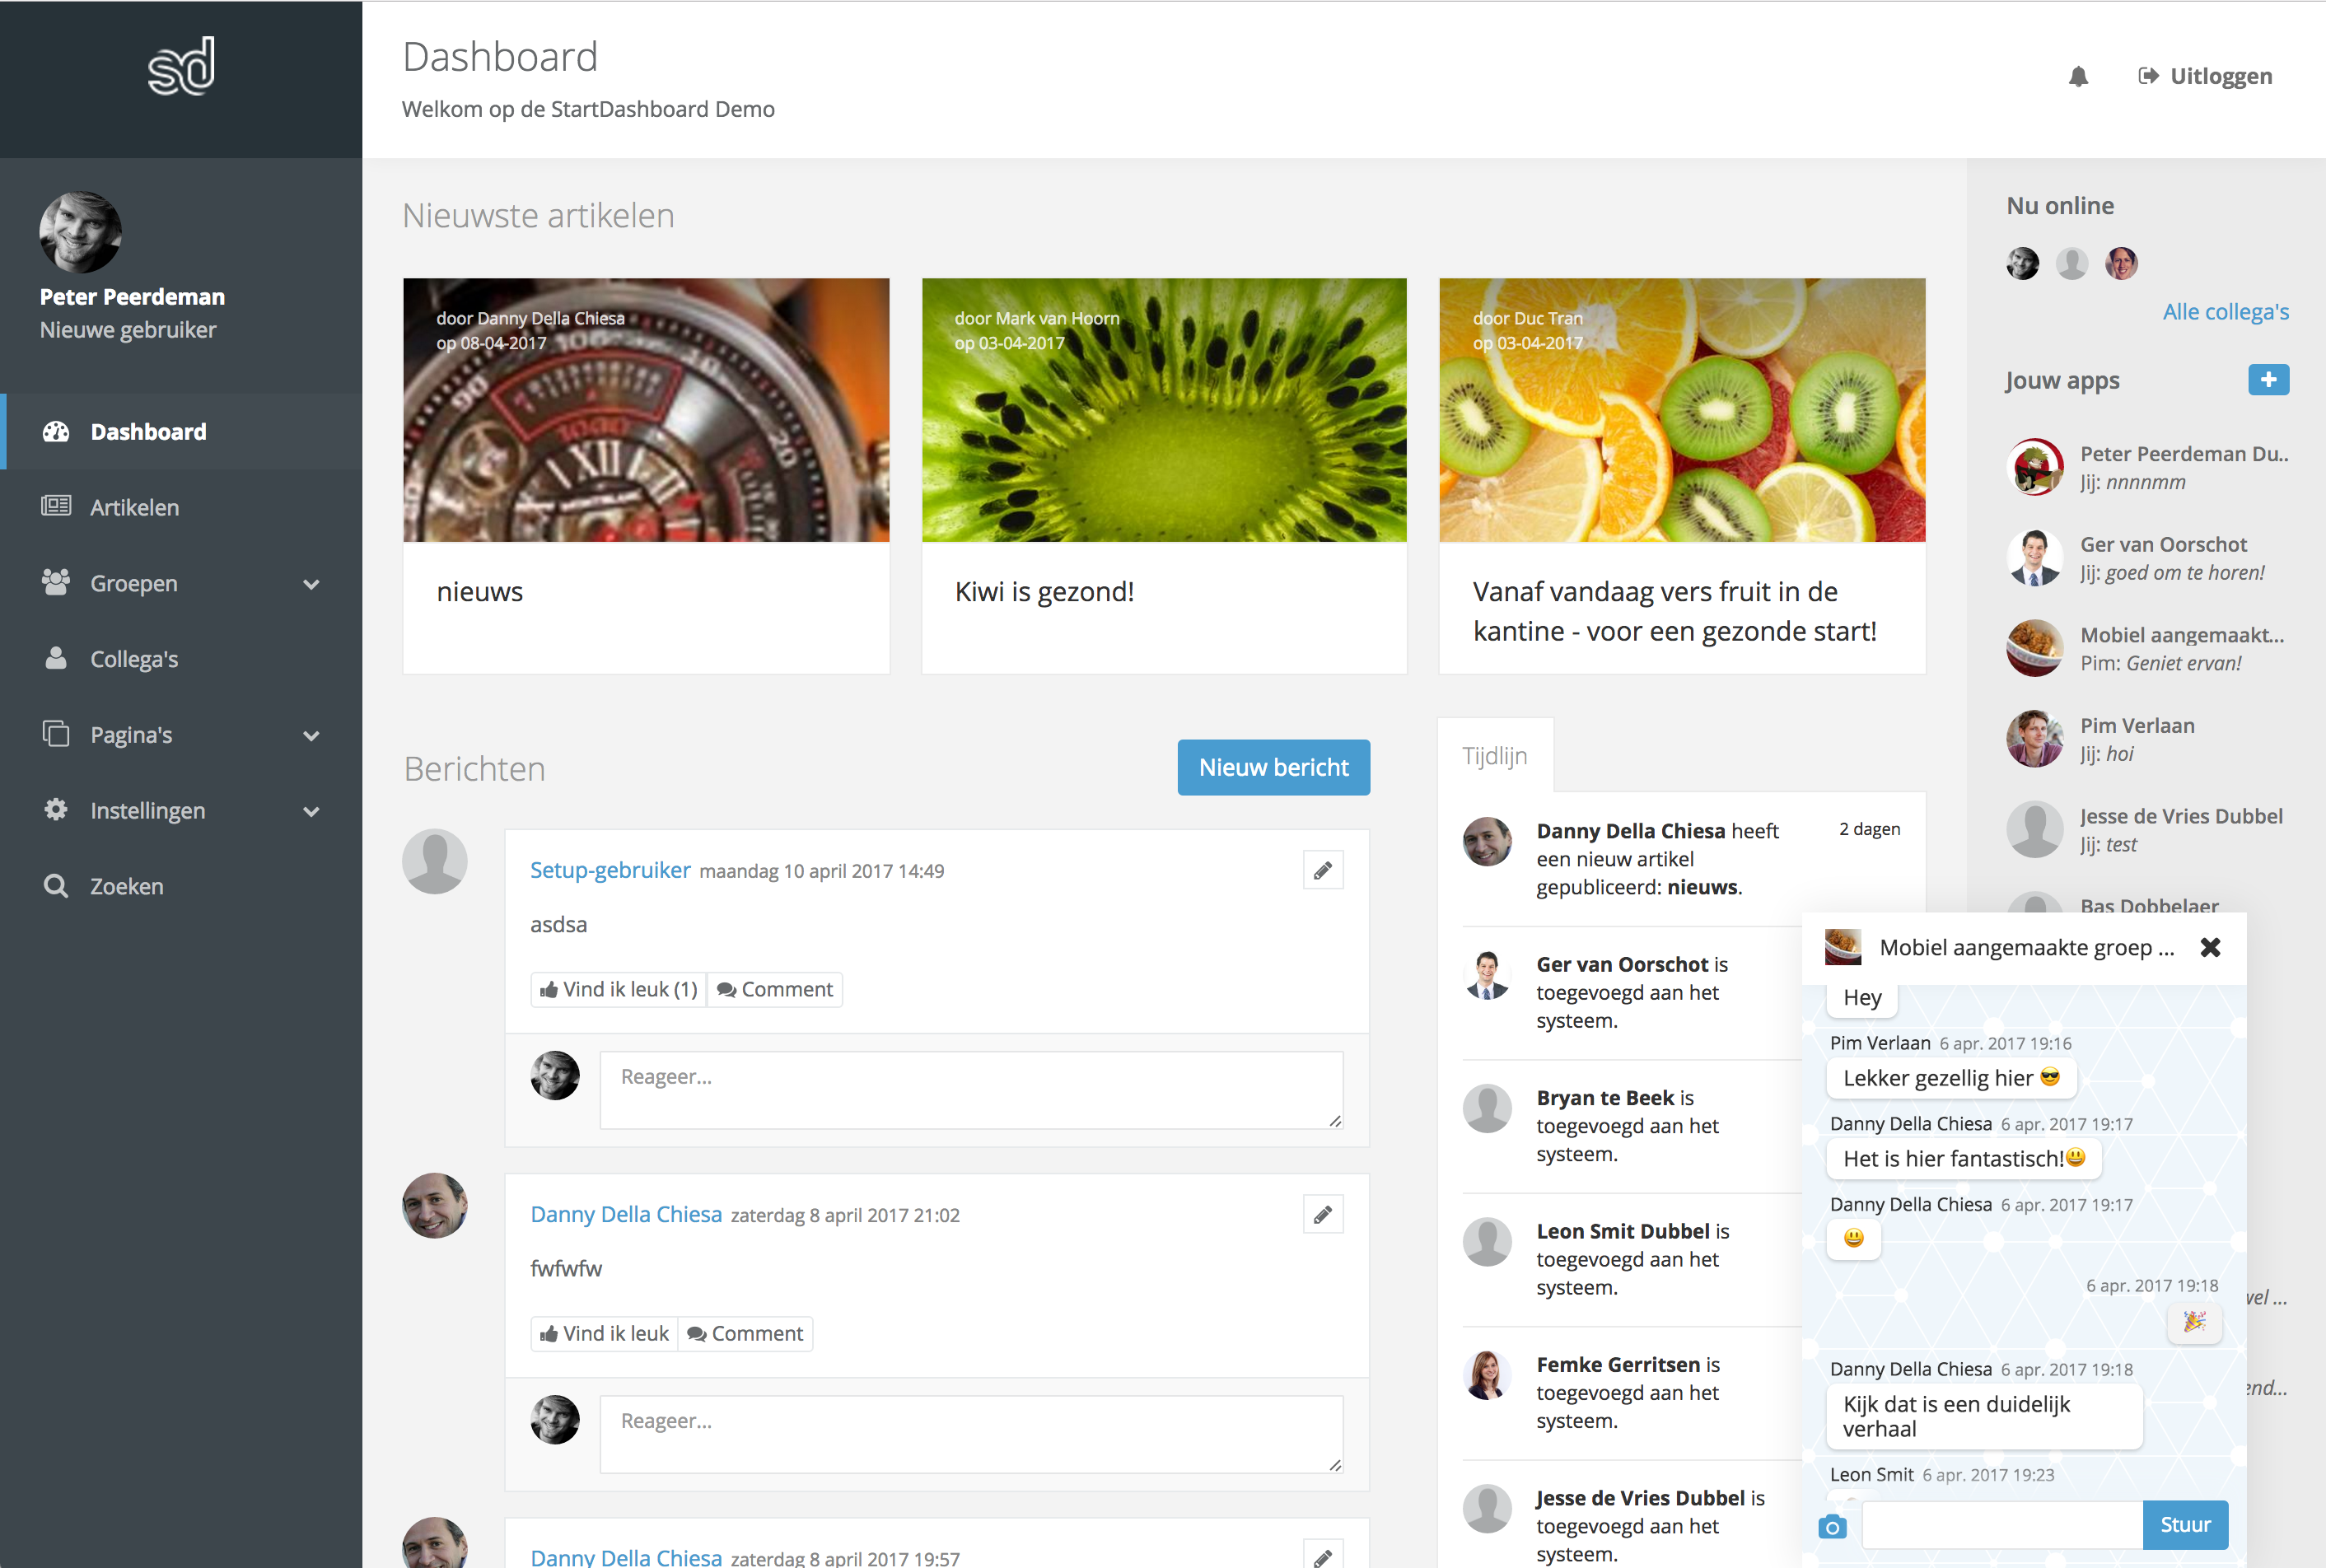 sd
Peter Peerdeman
Nieuwe gebruiker
Dashboard
Artikelen
Groepen
Collega's
Pagina's
Instellingen
Zoeken
Dashboard
Welkom op de StartDashboard Demo
Uitloggen
Nieuwste artikelen
door Danny Della Chiesa
op 08-04-2017
nieuws
door Mark van Hoorn
op 03-04-2017
Kiwi is gezond!
door Duc Tran
op 03-04-2017
Vanaf vandaag vers fruit in de
kantine - voor een gezonde start!
Berichten
Nieuw bericht
Setup-gebruiker maandag 10 april 2017 14:49
asdsa
Vind ik leuk (1) Comment
Reageer...
Danny Della Chiesa zaterdag 8 april 2017 21:02
fwfwfw
Vind ik leuk Comment
Reageer...
Danny Della Chiesa zaterdag 8 april 2017 19:57
Tijdlijn
Danny Della Chiesa heeft 2 dagen
een nieuw artikel
gepubliceerd: nieuws.
Ger van Oorschot is
toegevoegd aan het
systeem.
Bryan te Beek is
toegevoegd aan het
systeem.
Leon Smit Dubbel is
toegevoegd aan het
systeem.
Femke Gerritsen is
toegevoegd aan het
systeem.
Jesse de Vries Dubbel is
toegevoegd aan het
systeem.
Nu online
Alle collega's
Jouw apps
Peter Peerdeman Du..
Jij: nnnnmm
Ger van Oorschot
Jij: goed om te horen!
Mobiel aangemaakt...
Pim: Geniet ervan!
Pim Verlaan
Jij: hoi
Jesse de Vries Dubbel
Jij: test
Bas Dobbelaer
Mobiel aangemaakte groep ...
Hey
Pim Verlaan 6 apr. 2017 19:16
Lekker gezellig hier 😎
Danny Della Chiesa 6 apr. 2017 19:17
Het is hier fantastisch!😃
Danny Della Chiesa 6 apr. 2017 19:17
😃
6 apr. 2017 19:18
🎉
Danny Della Chiesa 6 apr. 2017 19:18
Kijk dat is een duidelijk
verhaal
Leon Smit 6 apr. 2017 19:23
Stuur